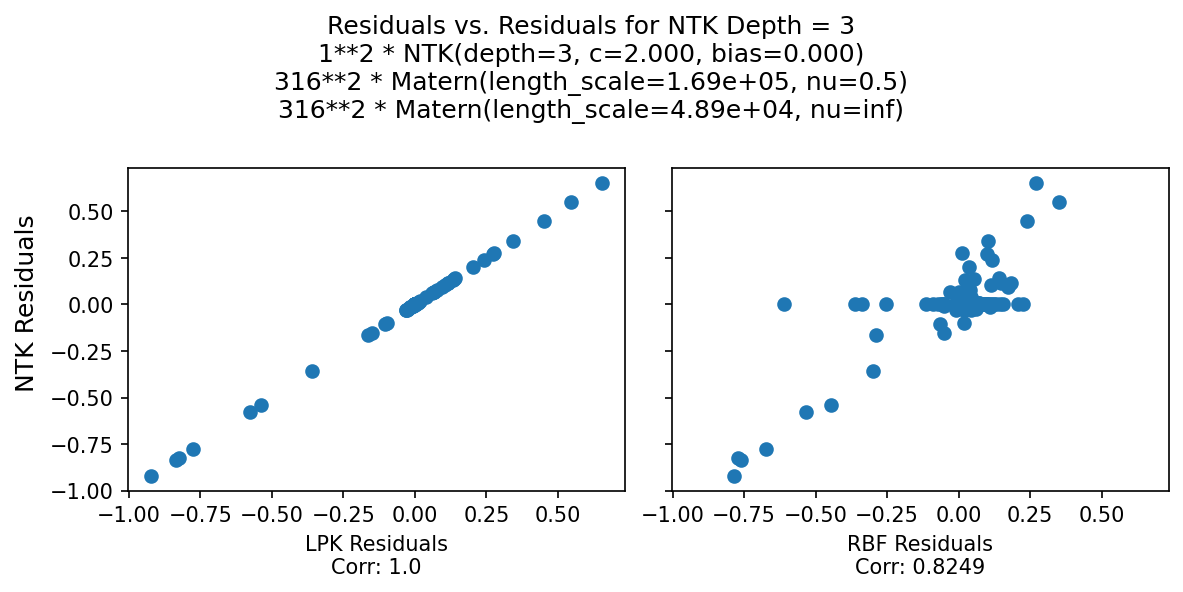 Residuals vs. Residuals for NTK Depth = 3
1**2 * NTK(depth=3, c=2.000, bias=0.000)
316**2 * Matern(length_scale=1.69e+05, nu=0.5)
316**2 * Matern(length_scale=4.89e+04, nu=inf)
NTK Residuals
0.50
0.25
0.00
−0.25
−0.50
−0.75
−1.00
−1.00 −0.75 −0.50 −0.25 0.00 0.25 0.50
LPK Residuals
Corr: 1.0
−1.00 −0.75 −0.50 −0.25 0.00 0.25 0.50
RBF Residuals
Corr: 0.8249